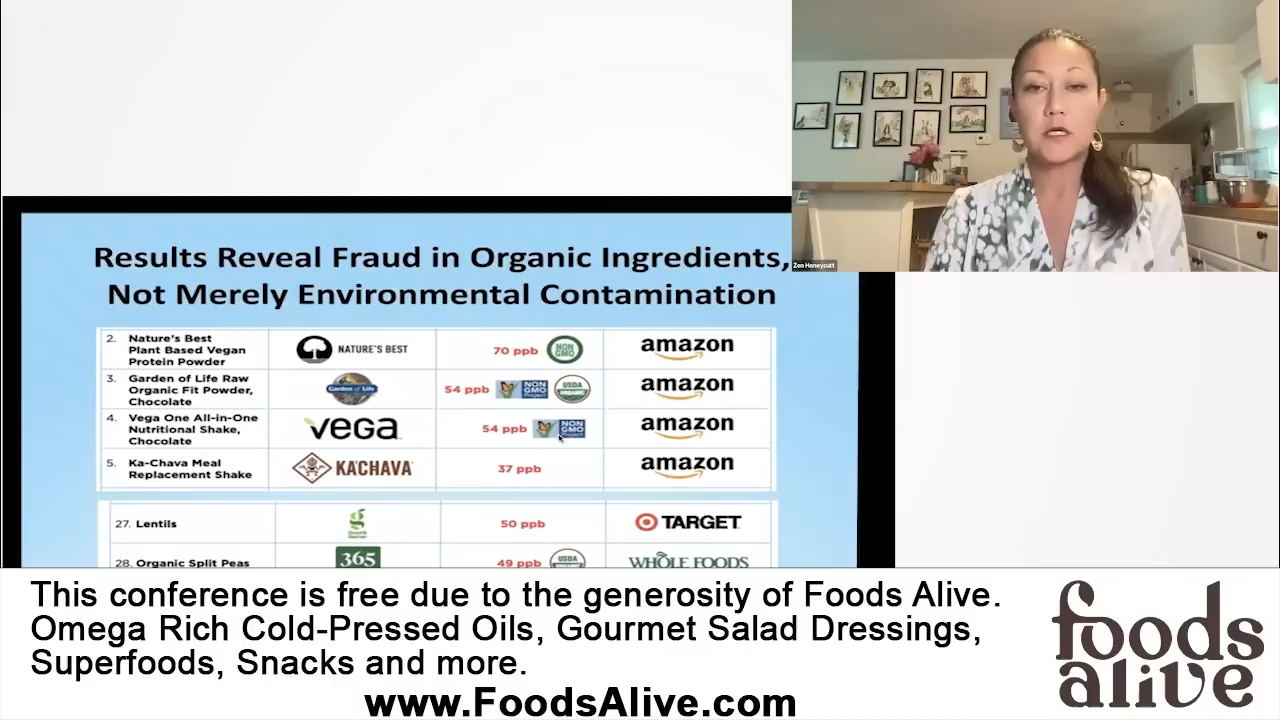 Zen Honeycutt
Results Reveal Fraud in Organic Ingredients,
Not Merely Environmental Contamination
2. Nature's Best
Plant Based Vegan
Protein Powder
NATURE'S BEST
70 ppb
NON
GMO
amazon
3. Garden of Life Raw
Organic Fit Powder,
Chocolate
Garden of Life
54 ppb
NON
GMO
Project
USDA
ORGANIC
amazon
4. Vega One All-in-One
Nutritional Shake,
Chocolate
vega
54 ppb
NON
GMO
Project
amazon
5. Ka-Chava Meal
Replacement Shake
KA'CHAVA
37 ppb
amazon
27. Lentils
g
50 ppb
TARGET
28. Organic Split Peas
365
49 ppb
USDA
WHOLE FOODS
This conference is free due to the generosity of Foods Alive.
Omega Rich Cold-Pressed Oils, Gourmet Salad Dressings,
Superfoods, Snacks and more.
www.FoodsAlive.com
foods
alive